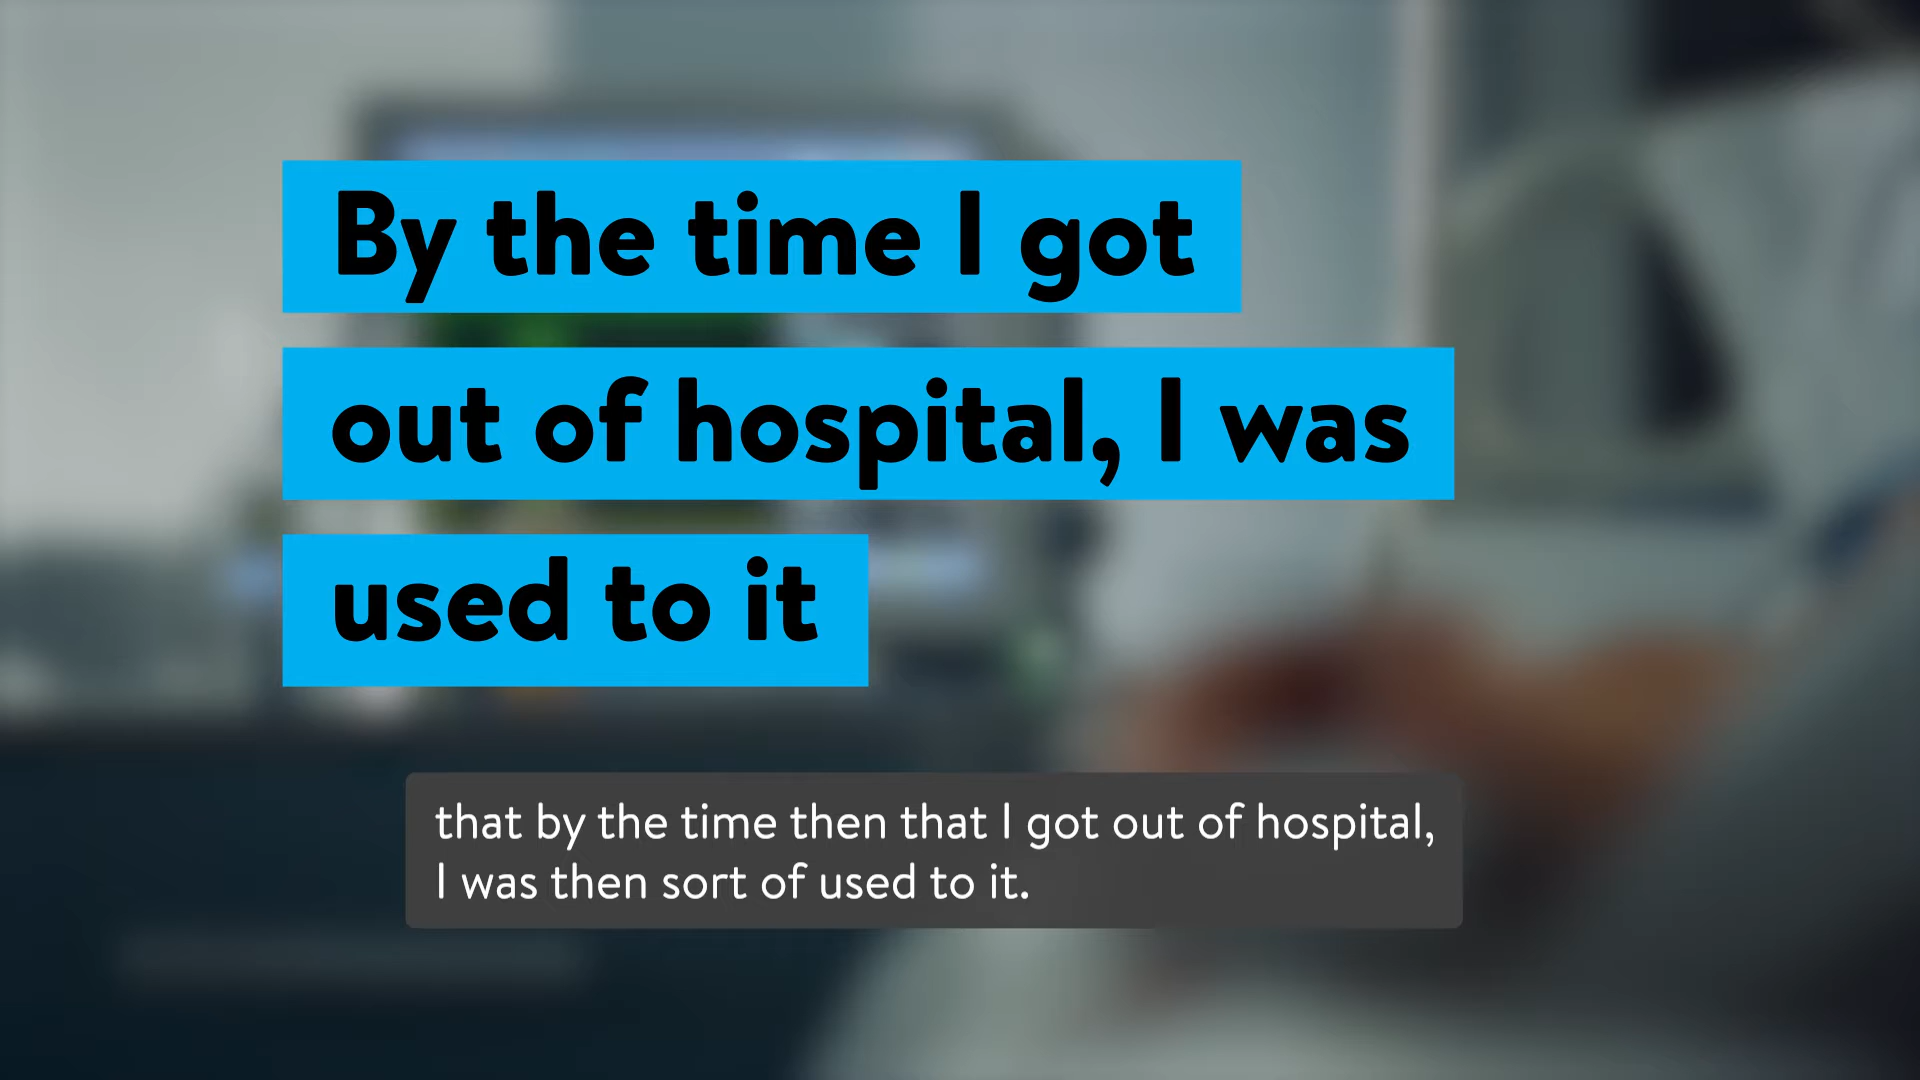 By the time I got
out of hospital, I was
used to it
that by the time then that I got out of hospital,
I was then sort of used to it.